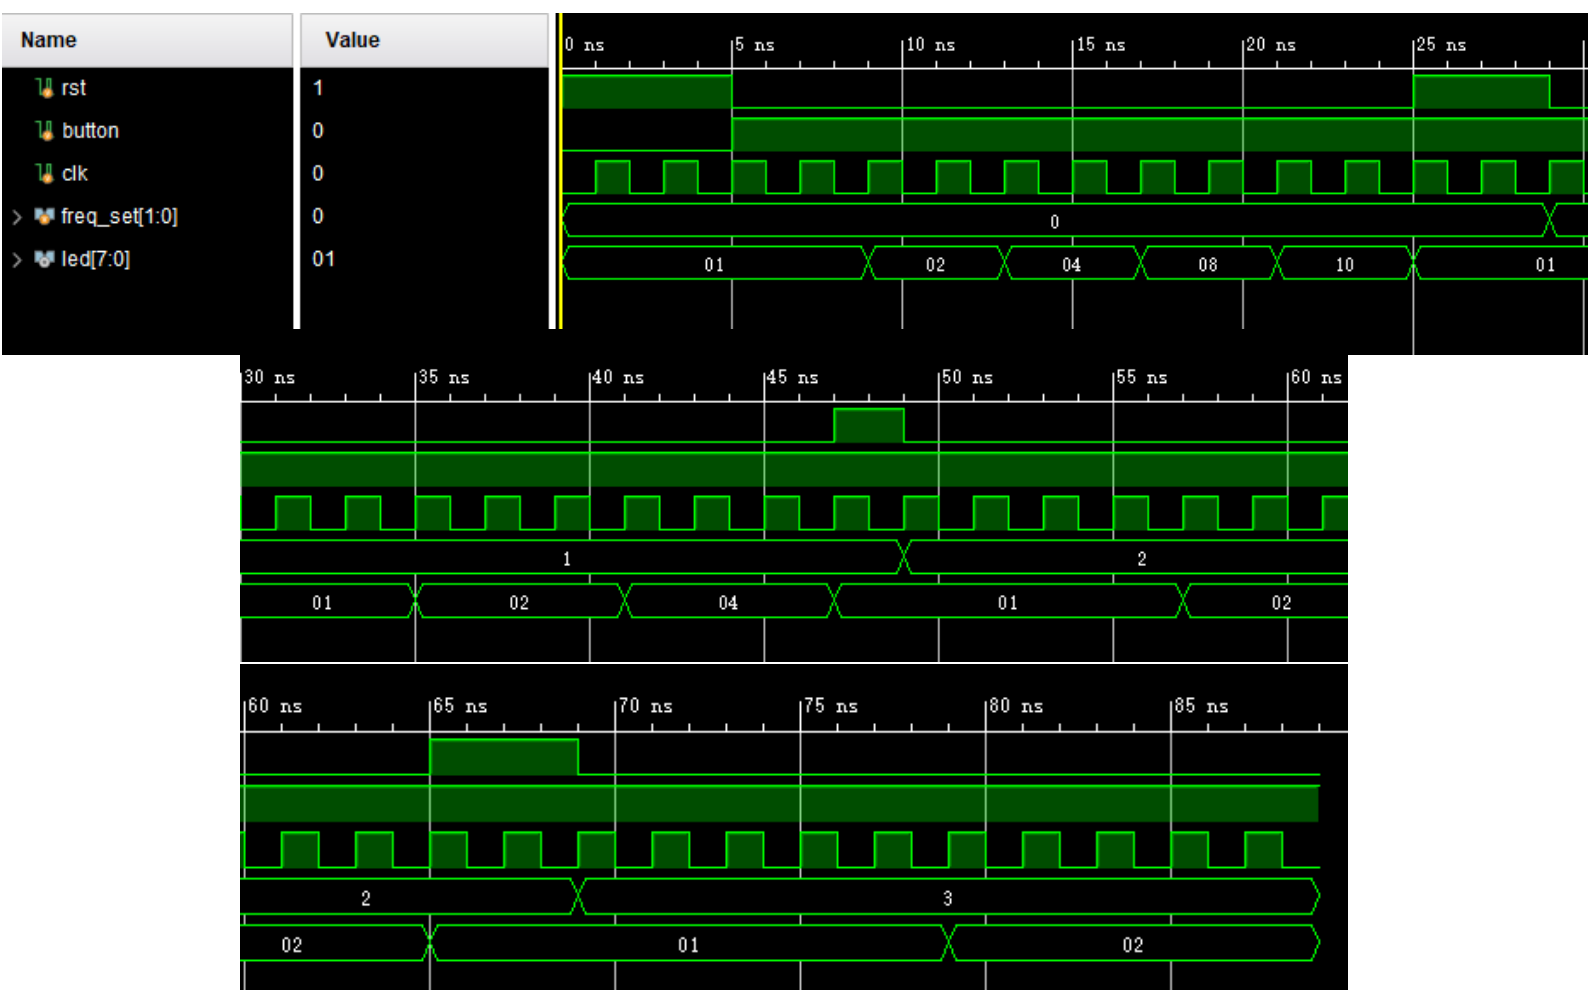 Name Value 0 ns 5 ns 10 ns 15 ns 20 ns 25 ns
rst 1
button 0
clk 0
freq_set[1:0] 0 0
led[7:0] 01 01 02 04 08 10 01
30 ns 35 ns 40 ns 45 ns 50 ns 55 ns 60 ns
1 2
01 02 04 01 02
60 ns 65 ns 70 ns 75 ns 80 ns 85 ns
2 3
02 01 02